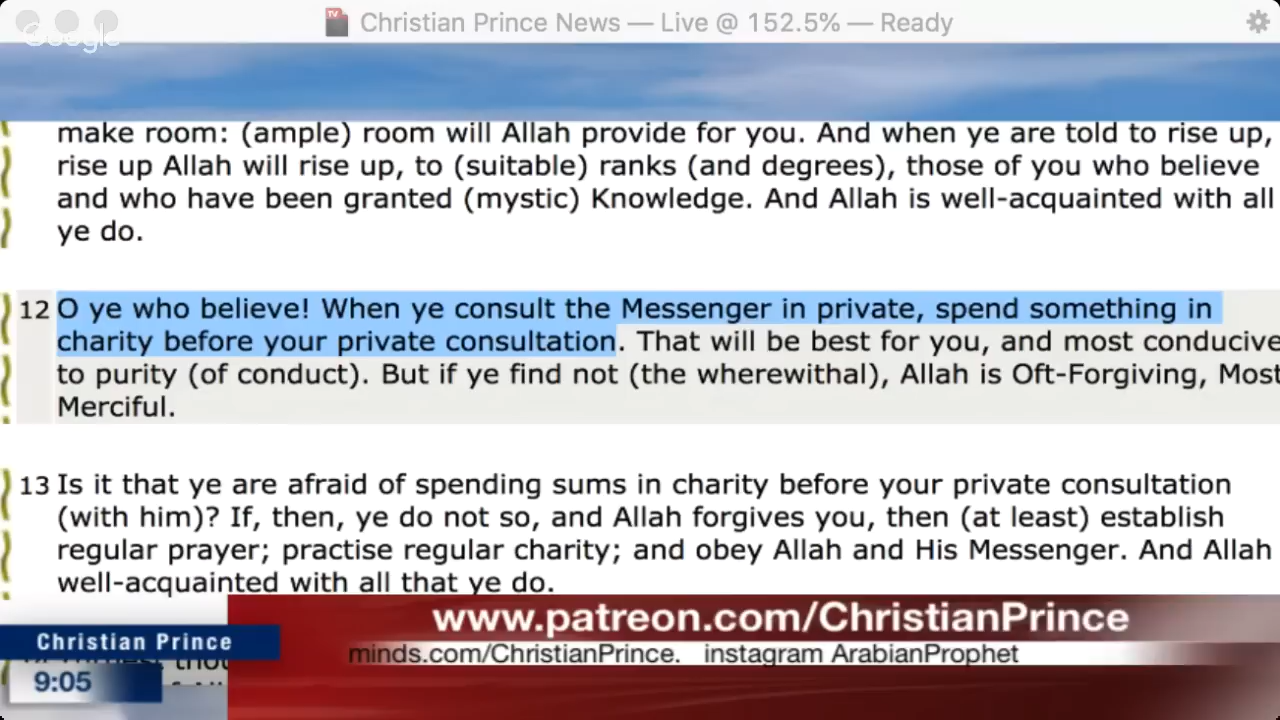 Christian Prince News — Live @ 152.5% — Ready
Google
make room: (ample) room will Allah provide for you. And when ye are told to rise up,
rise up Allah will rise up, to (suitable) ranks (and degrees), those of you who believe
and who have been granted (mystic) Knowledge. And Allah is well-acquainted with all
ye do.
12 O ye who believe! When ye consult the Messenger in private, spend something in
charity before your private consultation. That will be best for you, and most conducive
to purity (of conduct). But if ye find not (the wherewithal), Allah is Oft-Forgiving, Most
Merciful.
13 Is it that ye are afraid of spending sums in charity before your private consultation
(with him)? If, then, ye do not so, and Allah forgives you, then (at least) establish
regular prayer; practise regular charity; and obey Allah and His Messenger. And Allah
well-acquainted with all that ye do.
www.patreon.com/ChristianPrince
Christian Prince
minds.com/ChristianPrince. instagram ArabianProphet
9:05